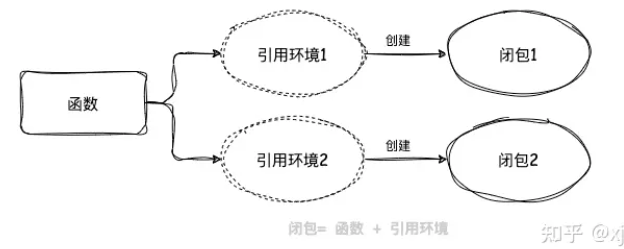 引用环境1
创建
闭包1
函数
引用环境2
创建
闭包2
闭包= 函数 + 引用环境
知乎 @xj